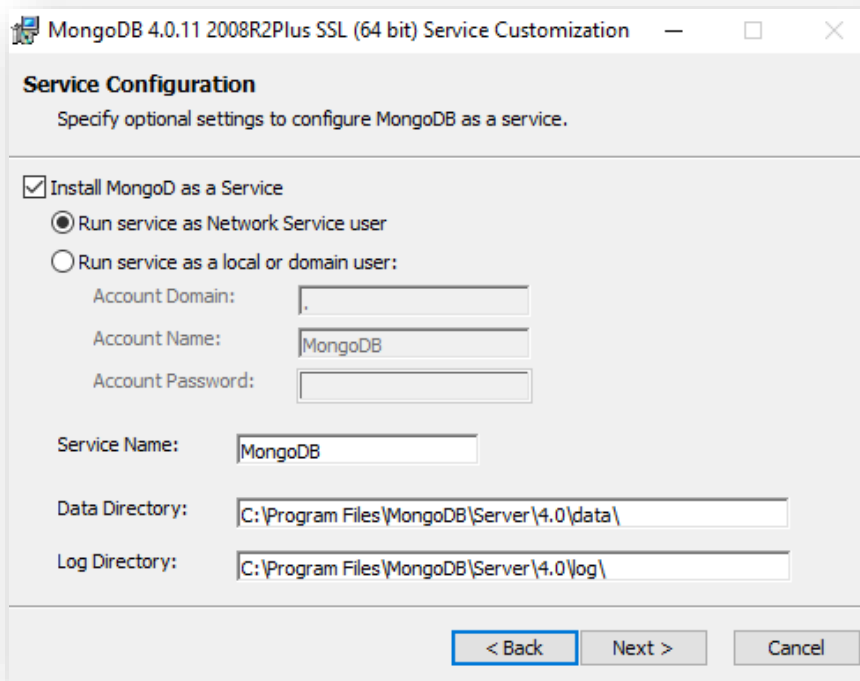 MongoDB 4.0.11 2008R2Plus SSL (64 bit) Service Customization
Service Configuration
Specify optional settings to configure MongoDB as a service.
Install MongoD as a Service
Run service as Network Service user
Run service as a local or domain user:
Account Domain: .
Account Name: MongoDB
Account Password:
Service Name: MongoDB
Data Directory: C:\Program Files\MongoDB\Server\4.0\data\
Log Directory: C:\Program Files\MongoDB\Server\4.0\log\
< Back Next > Cancel